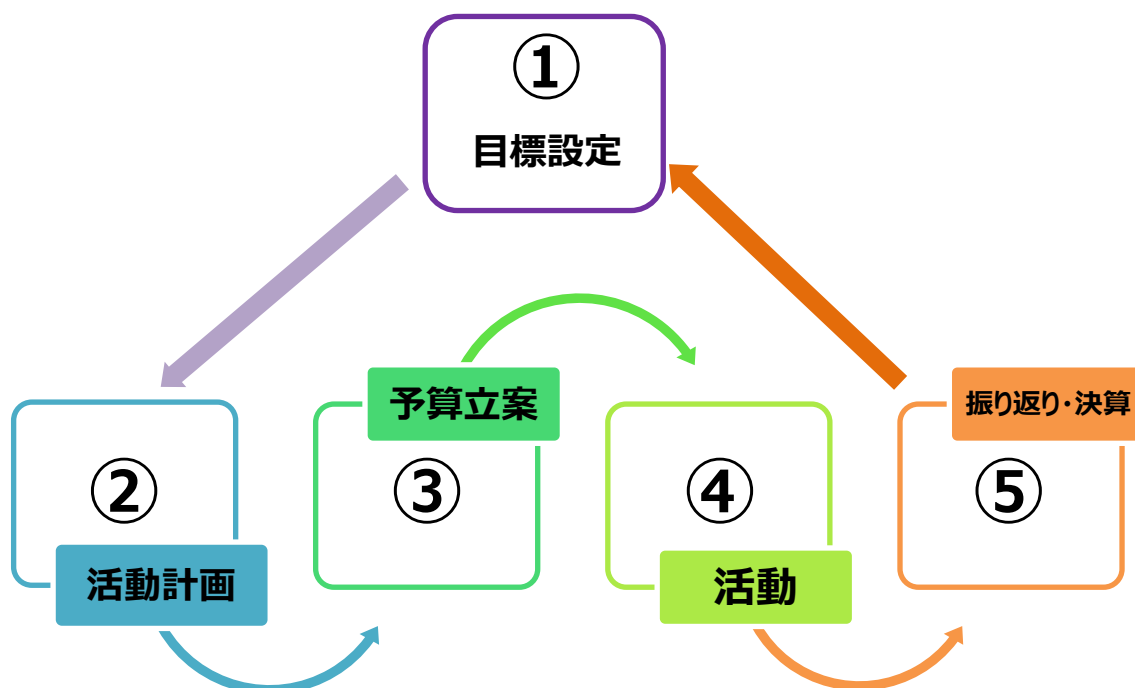 ①
目標設定
②
活動計画
予算立案
③
④
活動
振り返り・決算
⑤